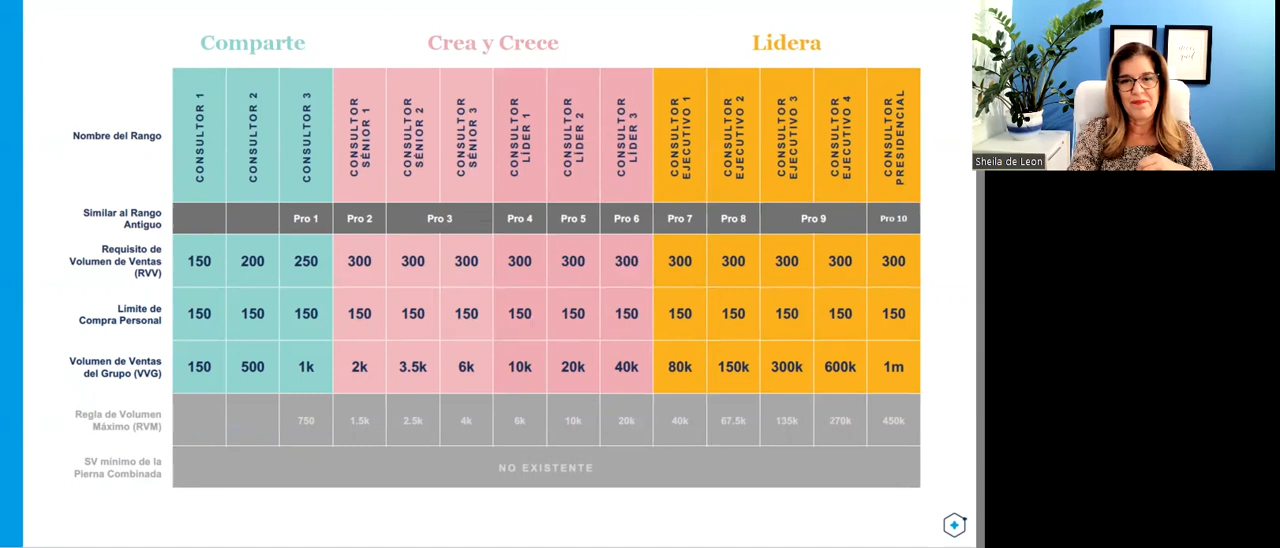 Comparte
Crea y Crece
Lidera
Nombre del Rango
CONSULTOR 1
CONSULTOR 2
CONSULTOR 3
CONSULTOR
SÉNIOR 1
CONSULTOR
SÉNIOR 2
CONSULTOR
SÉNIOR 3
CONSULTOR
LIDER 1
CONSULTOR
LIDER 2
CONSULTOR
LIDER 3
CONSULTOR
EJECUTIVO 1
CONSULTOR
EJECUTIVO 2
CONSULTOR
EJECUTIVO 3
CONSULTOR
EJECUTIVO 4
CONSULTOR
PRESIDENCIAL
Similar al Rango
Antiguo
Pro 1 Pro 2 Pro 3 Pro 4 Pro 5 Pro 6 Pro 7 Pro 8 Pro 9 Pro 10
Requisito de
Volumen de Ventas
(RVV)
150 200 250 300 300 300 300 300 300 300 300 300 300 300
Limite de
Compra Personal
150 150 150 150 150 150 150 150 150 150 150 150 150 150
Volumen de Ventas
del Grupo (VVG)
150 500 1k 2k 3.5k 6k 10k 20k 40k 80k 150k 300k 600k 1m
Regla de Volumen
Máximo (RVM)
750 1.5k 2.5k 4k 6k 10k 20k 40k 67.5k 135k 270k 450k
SV mínimo de la
Pierna Combinada
NO EXISTENTE
Sheila de Leon